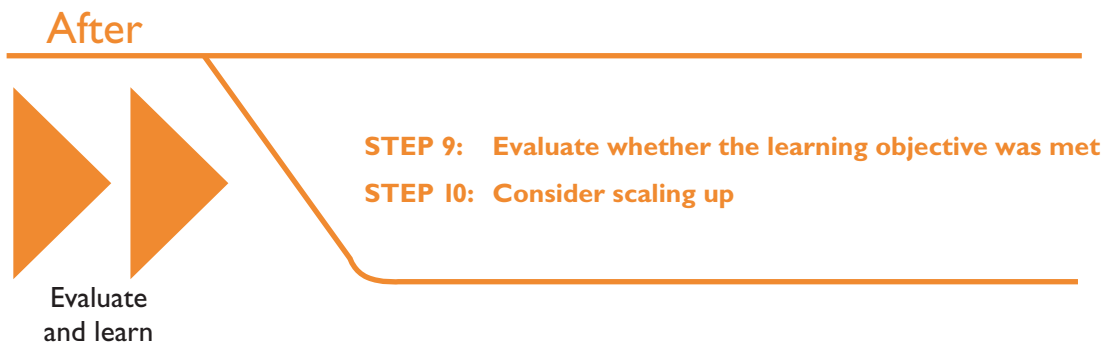 After
STEP 9: Evaluate whether the learning objective was met
STEP 10: Consider scaling up
Evaluate
and learn